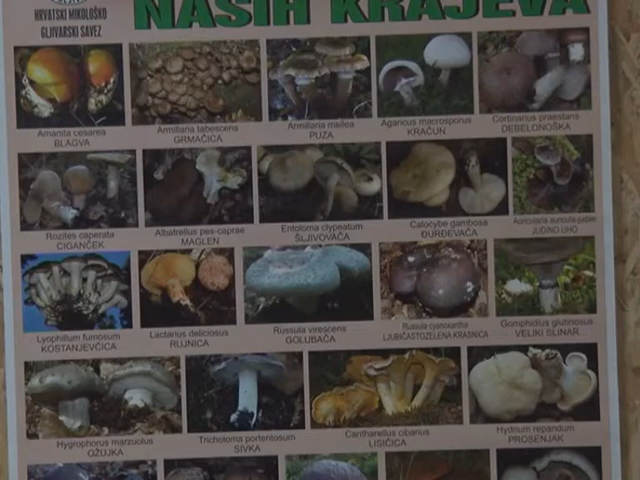 HRVATSKI MIKOLOŠKO
GLJIVARSKI SAVEZ
NAŠIH KRAJEVA
Amanita cesarea
BLAGVA
Armillaria tabescens
GRMAČICA
Armillaria mellea
PUZA
Agaricus macrosporus
KRAČUN
Cortinarius praestans
DEBELONOŠKA
Rozites caperata
CIGANČEK
Albatrellus pes-caprae
MAGLEN
Entoloma clypeatum
ŠLJIVOVAČA
Calocybe gambosa
ĐURĐEVAČA
Auricularia auricula-judae
JUDINO UHO
Lyophillum fumosum
KOSTANJEVČICA
Lactarius deliciosus
RUJNICA
Russula virescens
GOLUBAČA
Russula cyanoxantha
LJUBIČASTOZELENA KRASNICA
Gomphidius glutinosus
VELIKI SLINAR
Hygrophorus marzuolus
OŽUJKA
Tricholoma portentosum
SIVKA
Cantharellus cibarius
LISIČICA
Hydnum repandum
PROSENJAK